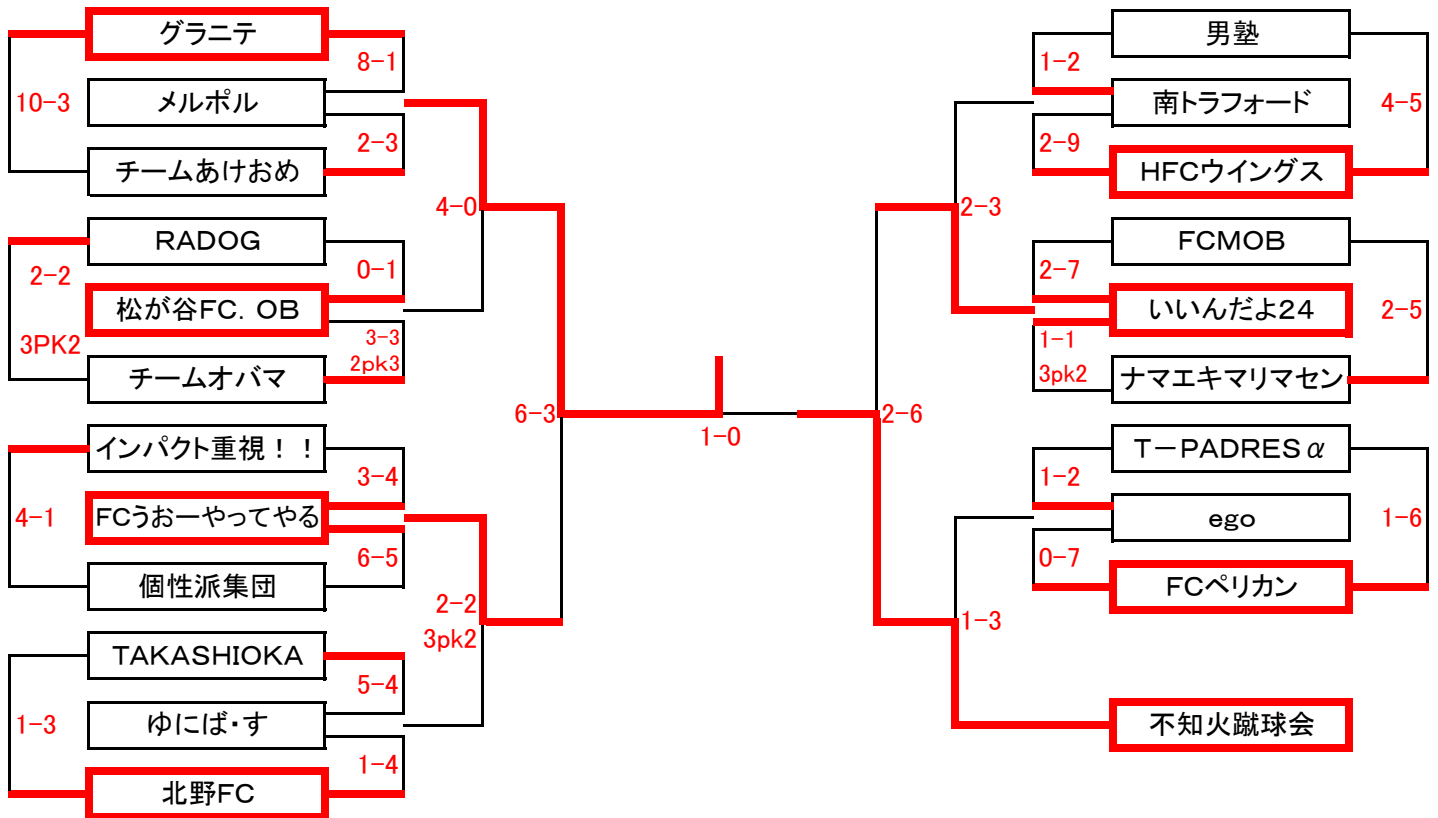 グラニテ
8-1
10-3
メルポル
2-3
チームあけおめ
4-0
RADOG
2-2
0-1
松が谷FC．OB
3PK2
3-3
2pk3
チームオバマ
6-3
インパクト重視！！
3-4
4-1
FCうおーやってやる
6-5
個性派集団
2-2
3pk2
TAKASHIOKA
5-4
1-3
ゆにば・す
1-4
北野FC
1-0
男塾
1-2
4-5
南トラフォード
2-9
HFCウイングス
2-3
FCMOB
2-7
2-5
いいんだよ24
1-1
3pk2
ナマエキマリマセン
2-6
T－PADRESα
1-2
1-6
ego
0-7
FCペリカン
1-3
不知火蹴球会